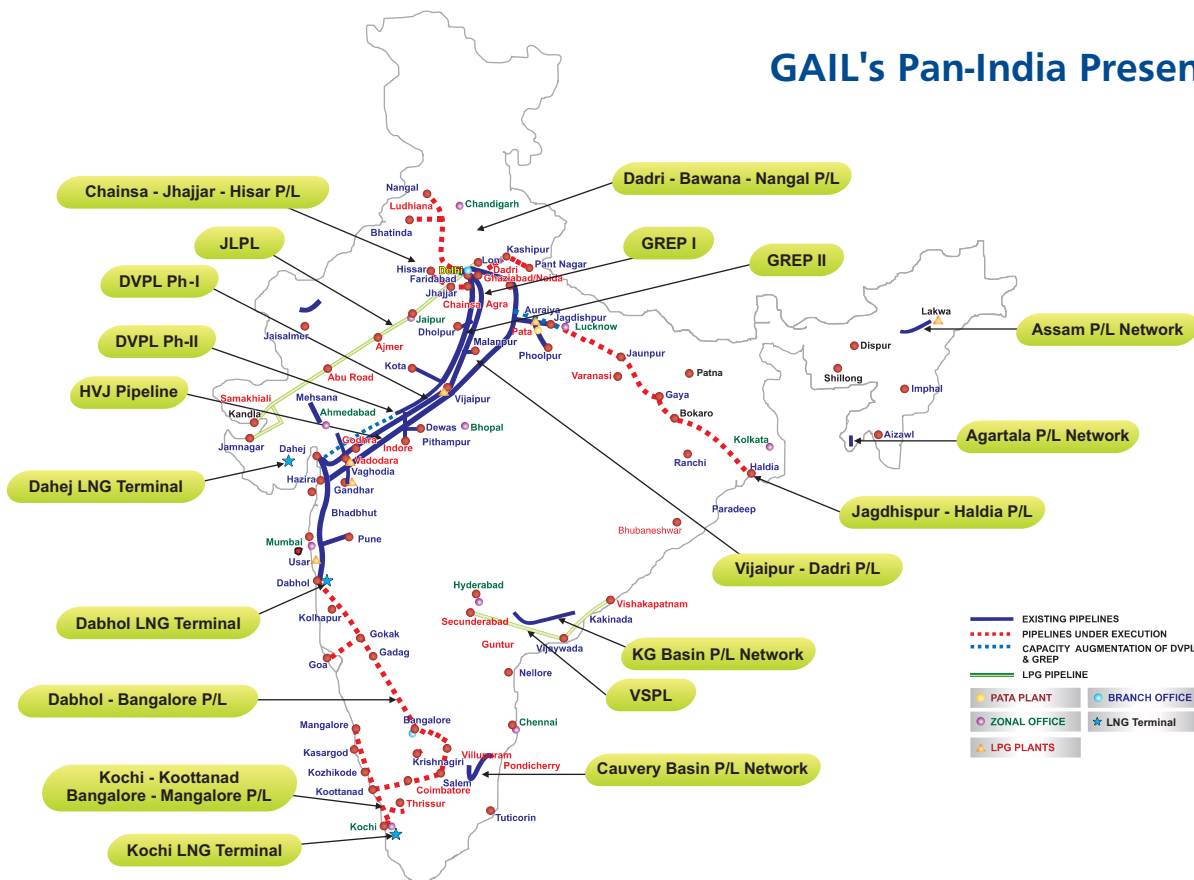 GAIL's Pan-India Presen
Chainsa - Jhajjar - Hisar P/L
Dadri - Bawana - Nangal P/L
JLPL
GREP I
DVPL Ph-I
GREP II
DVPL Ph-II
HVJ Pipeline
Assam P/L Network
Agartala P/L Network
Dahej LNG Terminal
Jagdhispur - Haldia P/L
Vijaipur - Dadri P/L
Dabhol LNG Terminal
KG Basin P/L Network
VSPL
Dabhol - Bangalore P/L
Cauvery Basin P/L Network
Kochi - Koottanad
Bangalore - Mangalore P/L
Kochi LNG Terminal
Nangal
Ludhiana
Chandigarh
Bhatinda
Kashipur
Loni
Pant Nagar
Hissar
Delhi
Dadri
Faridabad
Ghaziabad/Noida
Jhajjar
Chainsa
Agra
Auraiya
Jagdishpur
Lucknow
Pata
Phoolpur
Jaisalmer
Jaipur
Dholpur
Ajmer
Malanpur
Kota
Abu Road
Vijaipur
Jaunpur
Varanasi
Patna
Gaya
Bokaro
Ranchi
Kolkata
Haldia
Paradeep
Bhubaneshwar
Lakwa
Dispur
Shillong
Imphal
Aizawl
Samakhiali
Kandla
Jamnagar
Mehsana
Ahmedabad
Dewas
Bhopal
Pithampur
Indore
Godhra
Vadodara
Vaghodia
Dahej
Hazira
Gandhar
Bhadbhut
Mumbai
Pune
Usar
Dabhol
Kolhapur
Gokak
Gadag
Goa
Hyderabad
Secunderabad
Guntur
Vishakapatnam
Kakinada
Vijaywada
Nellore
Chennai
Mangalore
Bangalore
Kasargod
Krishnagiri
Villupuram
Pondicherry
Kozhikode
Salem
Koottanad
Coimbatore
Thrissur
Kochi
Tuticorin
EXISTING PIPELINES
PIPELINES UNDER EXECUTION
CAPACITY AUGMENTATION OF DVPL
& GREP
LPG PIPELINE
PATA PLANT
BRANCH OFFICE
ZONAL OFFICE
LNG Terminal
LPG PLANTS